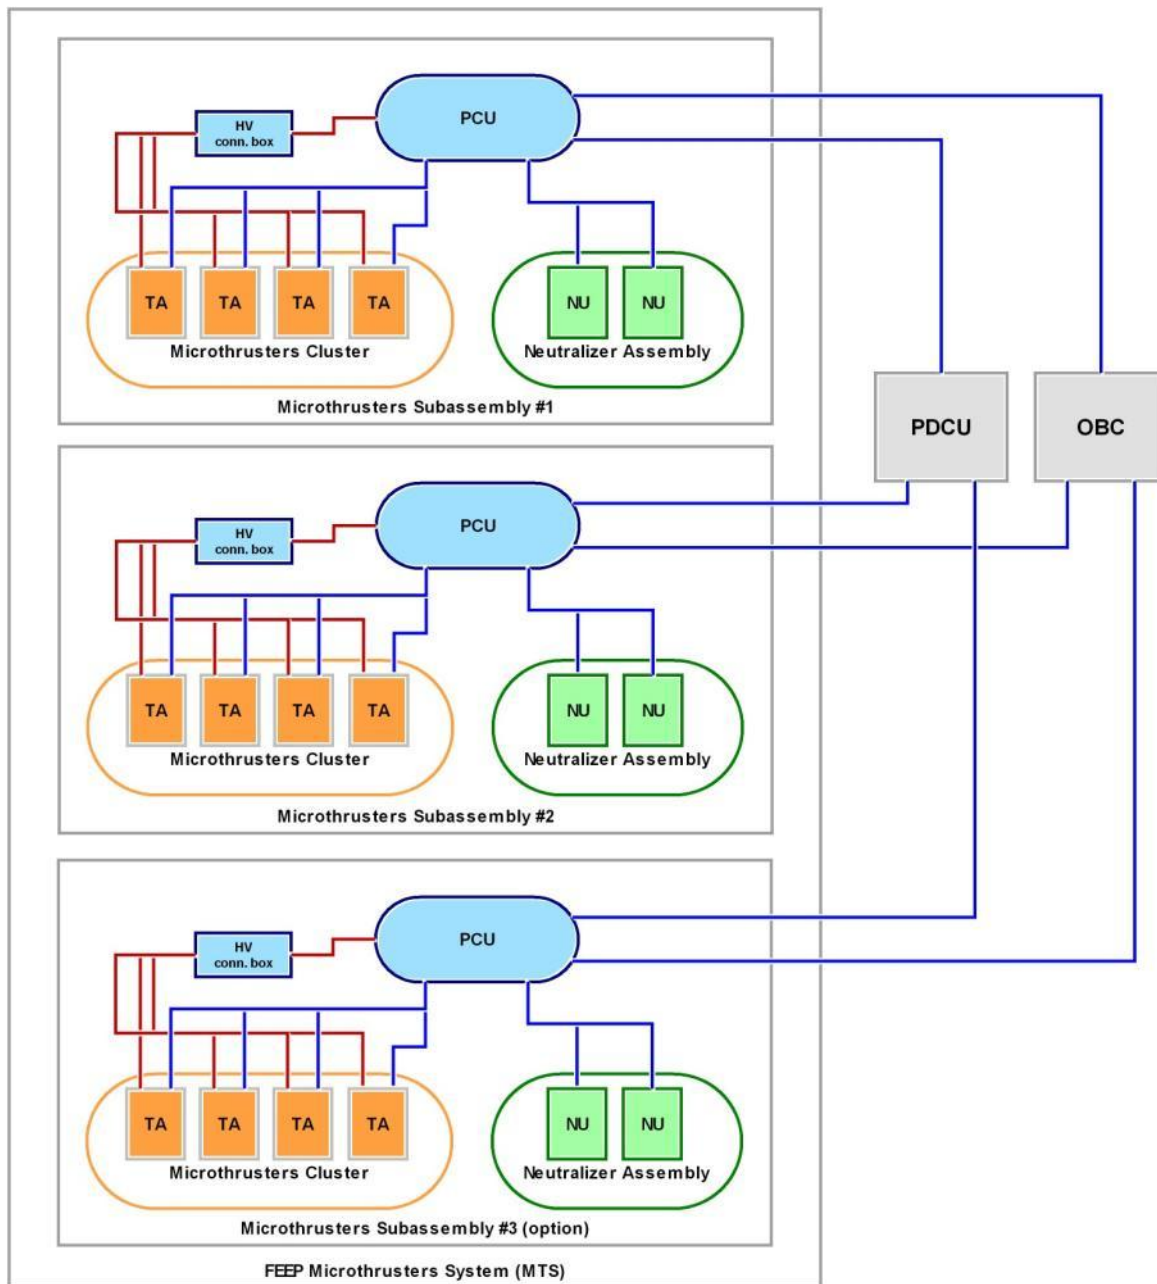 PCU
HV
conn. box
TA TA TA TA
NU NU
Microthrusters Cluster
Neutralizer Assembly
Microthrusters Subassembly #1
PDCU
OBC
PCU
HV
conn. box
TA TA TA TA
NU NU
Microthrusters Cluster
Neutralizer Assembly
Microthrusters Subassembly #2
PCU
HV
conn. box
TA TA TA TA
NU NU
Microthrusters Cluster
Neutralizer Assembly
Microthrusters Subassembly #3 (option)
FEEP Microthrusters System (MTS)